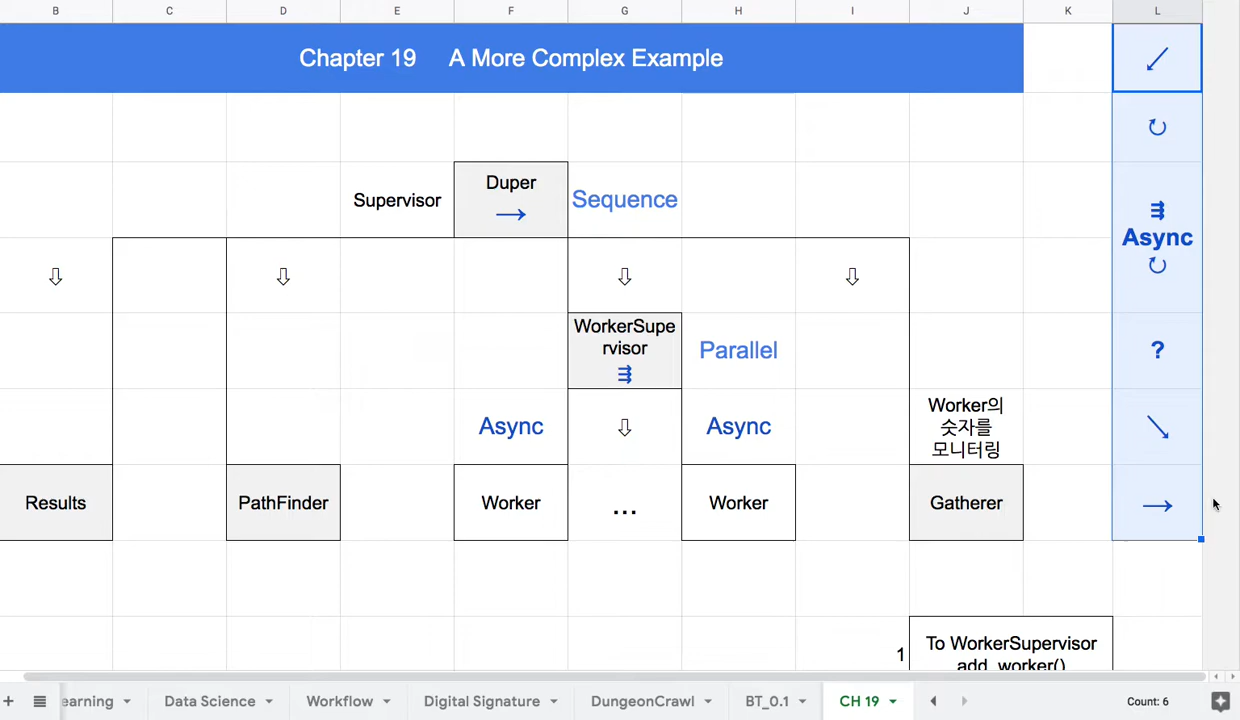 B C D E F G H I J K L
Chapter 19 A More Complex Example
↙
↻
Supervisor
Duper
→
Sequence
⇶
Async
↻
⇩ ⇩ ⇩ ⇩
WorkerSupe
rvisor
⇶
Parallel
?
Async ⇩ Async
Worker의
숫자를
모니터링
↘
Results PathFinder Worker ... Worker Gatherer →
1
To WorkerSupervisor
add_worker()
+ earning Data Science Workflow Digital Signature DungeonCrawl BT_0.1 CH 19 Count: 6